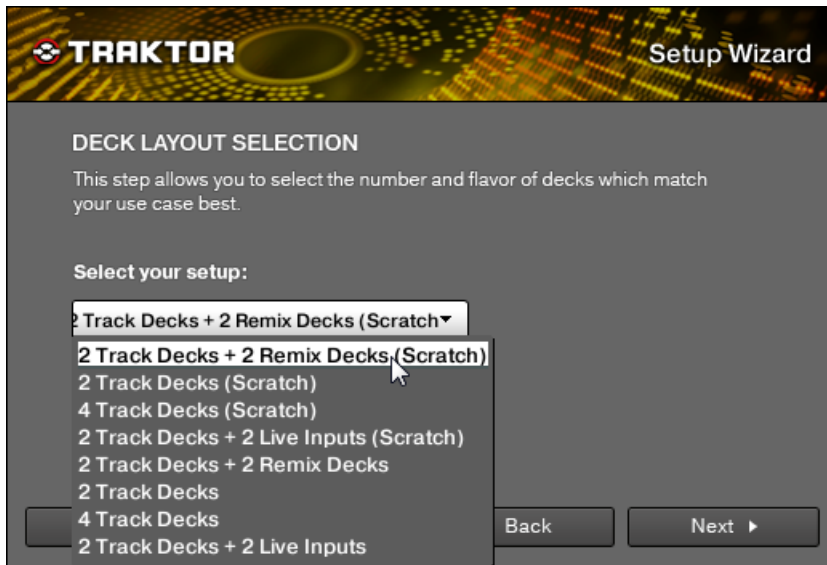 TRAKTOR
Setup Wizard
DECK LAYOUT SELECTION
This step allows you to select the number and flavor of decks which match
your use case best.
Select your setup:
2 Track Decks + 2 Remix Decks (Scratch
2 Track Decks + 2 Remix Decks (Scratch)
2 Track Decks (Scratch)
4 Track Decks (Scratch)
2 Track Decks + 2 Live Inputs (Scratch)
2 Track Decks + 2 Remix Decks
2 Track Decks
4 Track Decks
2 Track Decks + 2 Live Inputs
Back
Next